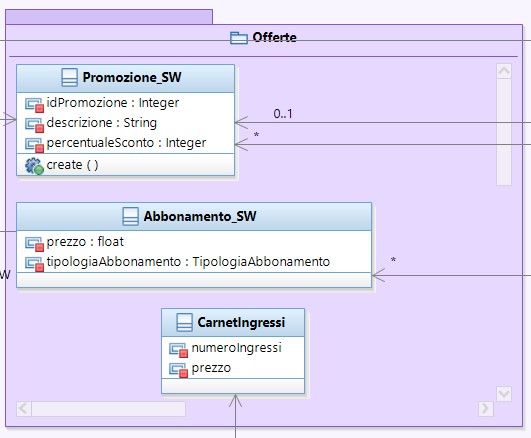 Offerte
Promozione_SW
idPromozione : Integer
descrizione : String
percentualeSconto : Integer
create ( )
0..1
*
Abbonamento_SW
prezzo : float
tipologiaAbbonamento : TipologiaAbbonamento
W
*
CarnetIngressi
numeroIngressi
prezzo